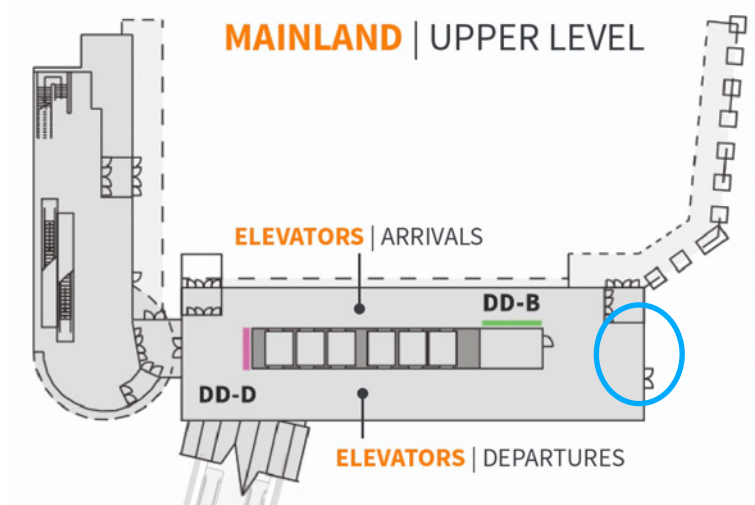 MAINLAND | UPPER LEVEL
ELEVATORS | ARRIVALS
DD-B
DD-D
ELEVATORS | DEPARTURES